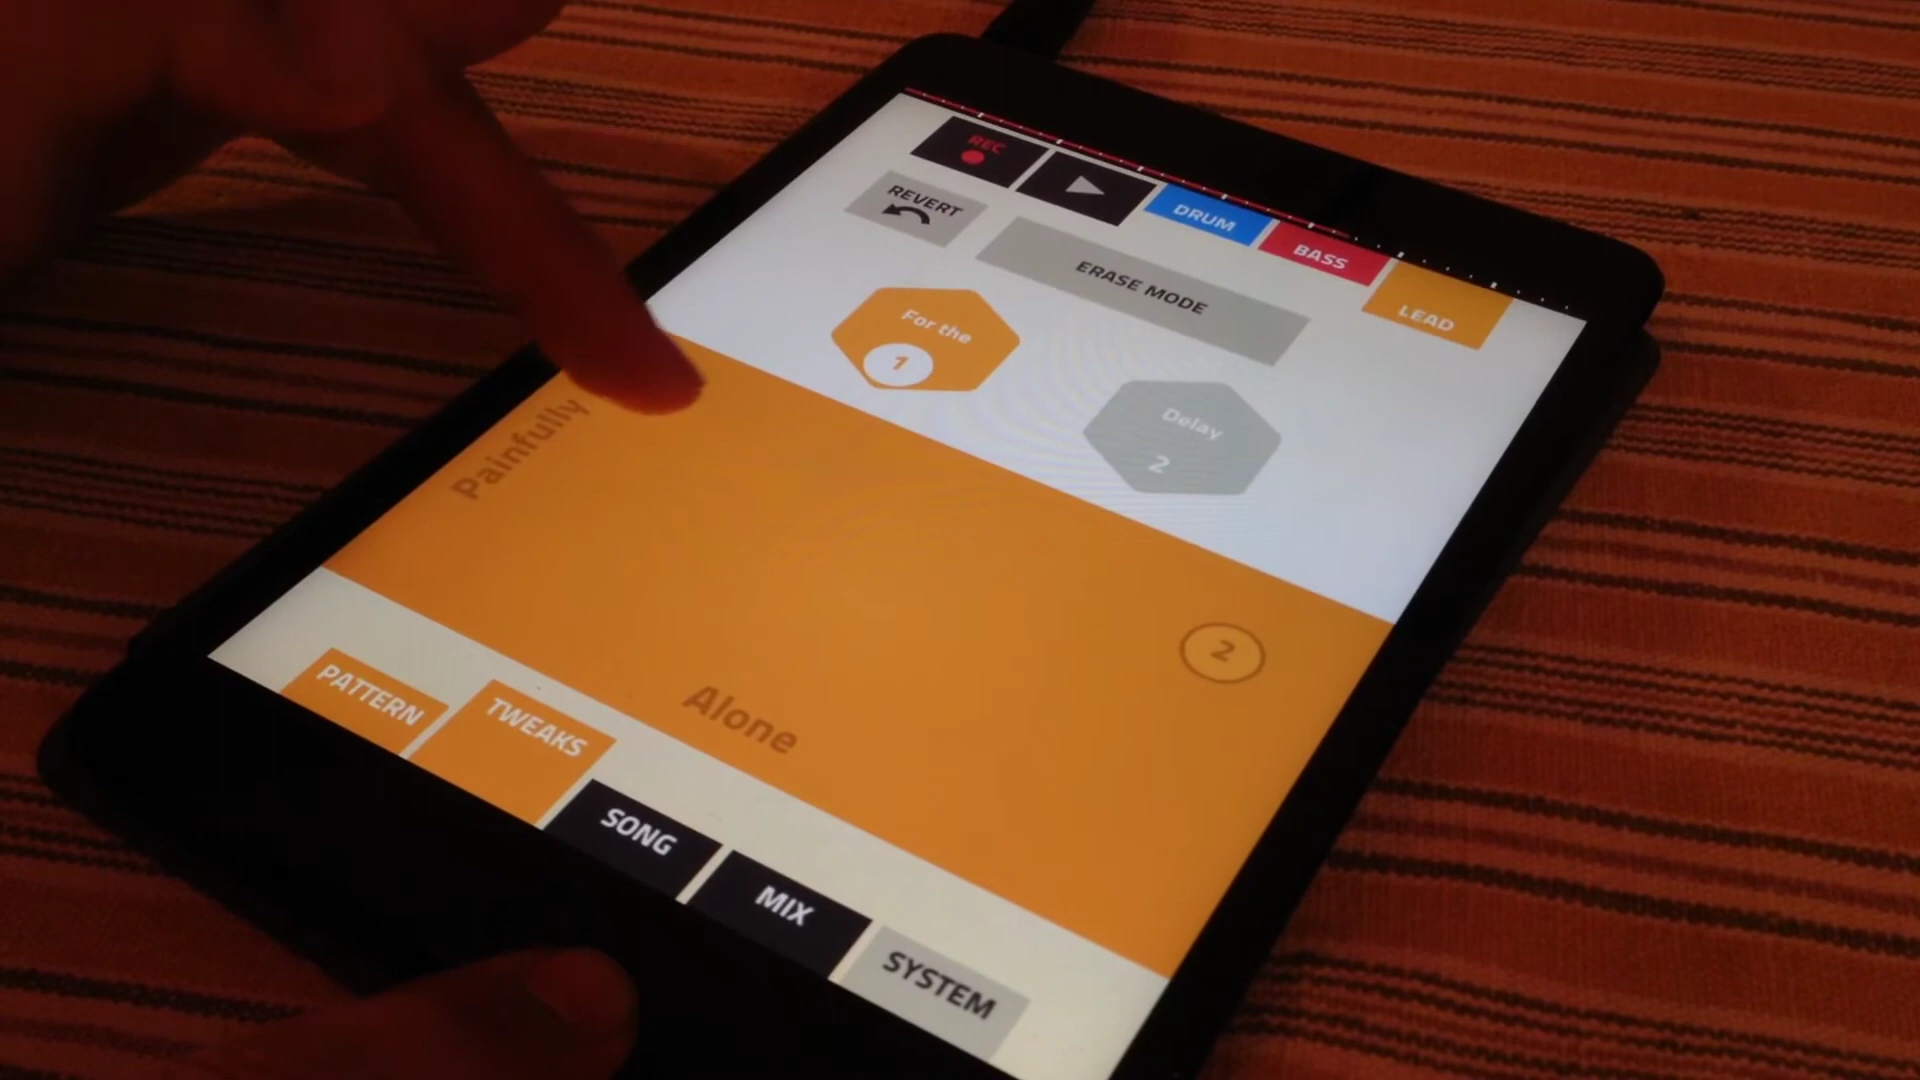 REC
REVERT
DRUM
BASS
LEAD
ERASE MODE
For the
1
Delay
2
Painfully
2
Alone
PATTERN
TWEAKS
SONG
MIX
SYSTEM